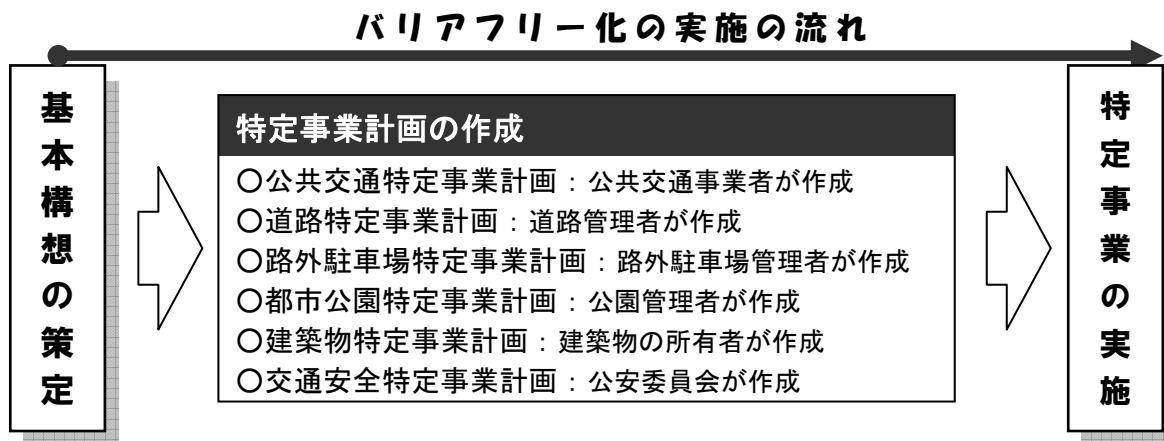 バリアフリー化の実施の流れ
基本構想の策定
特定事業計画の作成
○公共交通特定事業計画：公共交通事業者が作成
○道路特定事業計画：道路管理者が作成
○路外駐車場特定事業計画：路外駐車場管理者が作成
○都市公園特定事業計画：公園管理者が作成
○建築物特定事業計画：建築物の所有者が作成
○交通安全特定事業計画：公安委員会が作成
特定事業の実施